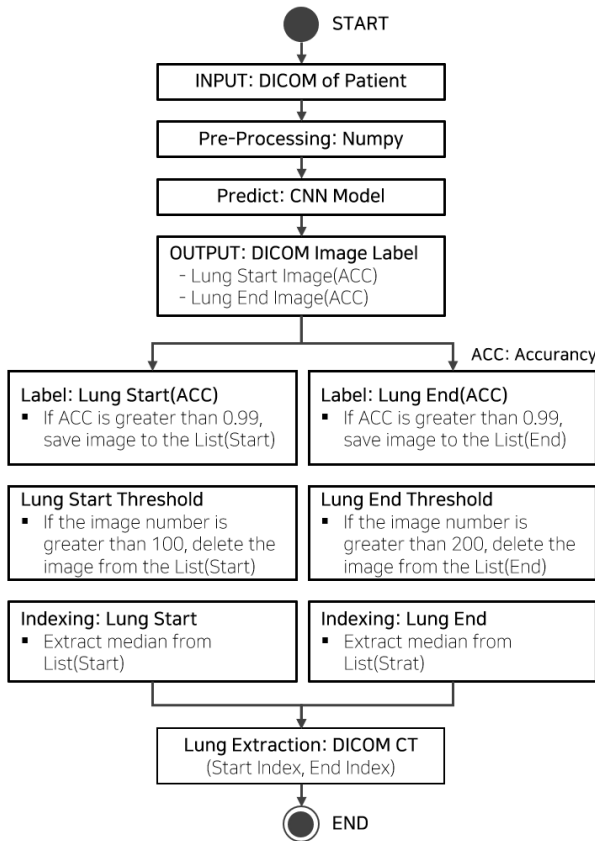 START
INPUT: DICOM of Patient
Pre-Processing: Numpy
Predict: CNN Model
OUTPUT: DICOM Image Label
- Lung Start Image(ACC)
- Lung End Image(ACC)
ACC: Accurancy
Label: Lung Start(ACC)
▪ If ACC is greater than 0.99,
save image to the List(Start)
Label: Lung End(ACC)
▪ If ACC is greater than 0.99,
save image to the List(End)
Lung Start Threshold
▪ If the image number is
greater than 100, delete the
image from the List(Start)
Lung End Threshold
▪ If the image number is
greater than 200, delete the
image from the List(End)
Indexing: Lung Start
▪ Extract median from
List(Start)
Indexing: Lung End
▪ Extract median from
List(Strat)
Lung Extraction: DICOM CT
(Start Index, End Index)
END